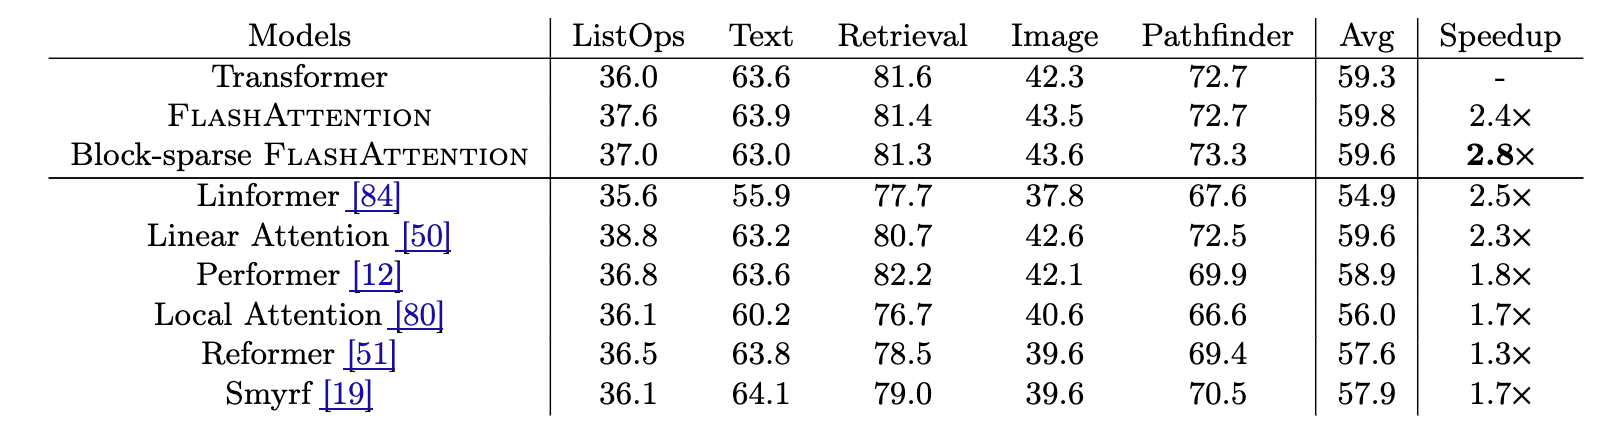 Models ListOps Text Retrieval Image Pathfinder Avg Speedup
Transformer 36.0 63.6 81.6 42.3 72.7 59.3 -
FLASHATTENTION 37.6 63.9 81.4 43.5 72.7 59.8 2.4×
Block-sparse FLASHATTENTION 37.0 63.0 81.3 43.6 73.3 59.6 2.8×
Linformer [84] 35.6 55.9 77.7 37.8 67.6 54.9 2.5×
Linear Attention [50] 38.8 63.2 80.7 42.6 72.5 59.6 2.3×
Performer [12] 36.8 63.6 82.2 42.1 69.9 58.9 1.8×
Local Attention [80] 36.1 60.2 76.7 40.6 66.6 56.0 1.7×
Reformer [51] 36.5 63.8 78.5 39.6 69.4 57.6 1.3×
Smyrf [19] 36.1 64.1 79.0 39.6 70.5 57.9 1.7×